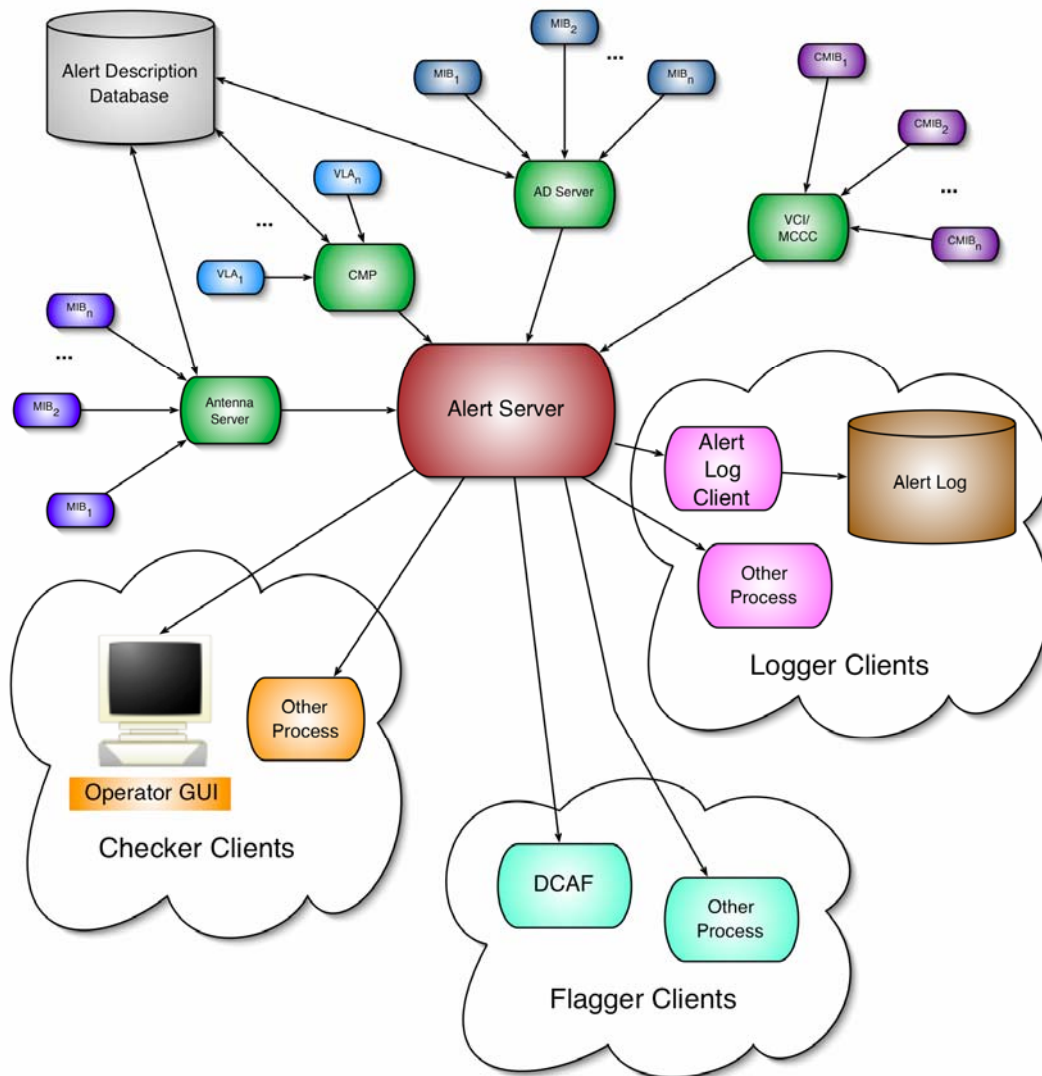 Alert Description
Database
MIB1
MIB2
...
MIBn
CMIB1
CMIB2
...
CMIBn
VLAn
...
VLA1
CMP
AD Server
VCI/
MCCC
MIBn
...
MIB2
MIB1
Antenna
Server
Alert Server
Alert
Log
Client
Alert Log
Other
Process
Logger Clients
Other
Process
Operator GUI
Checker Clients
DCAF
Other
Process
Flagger Clients